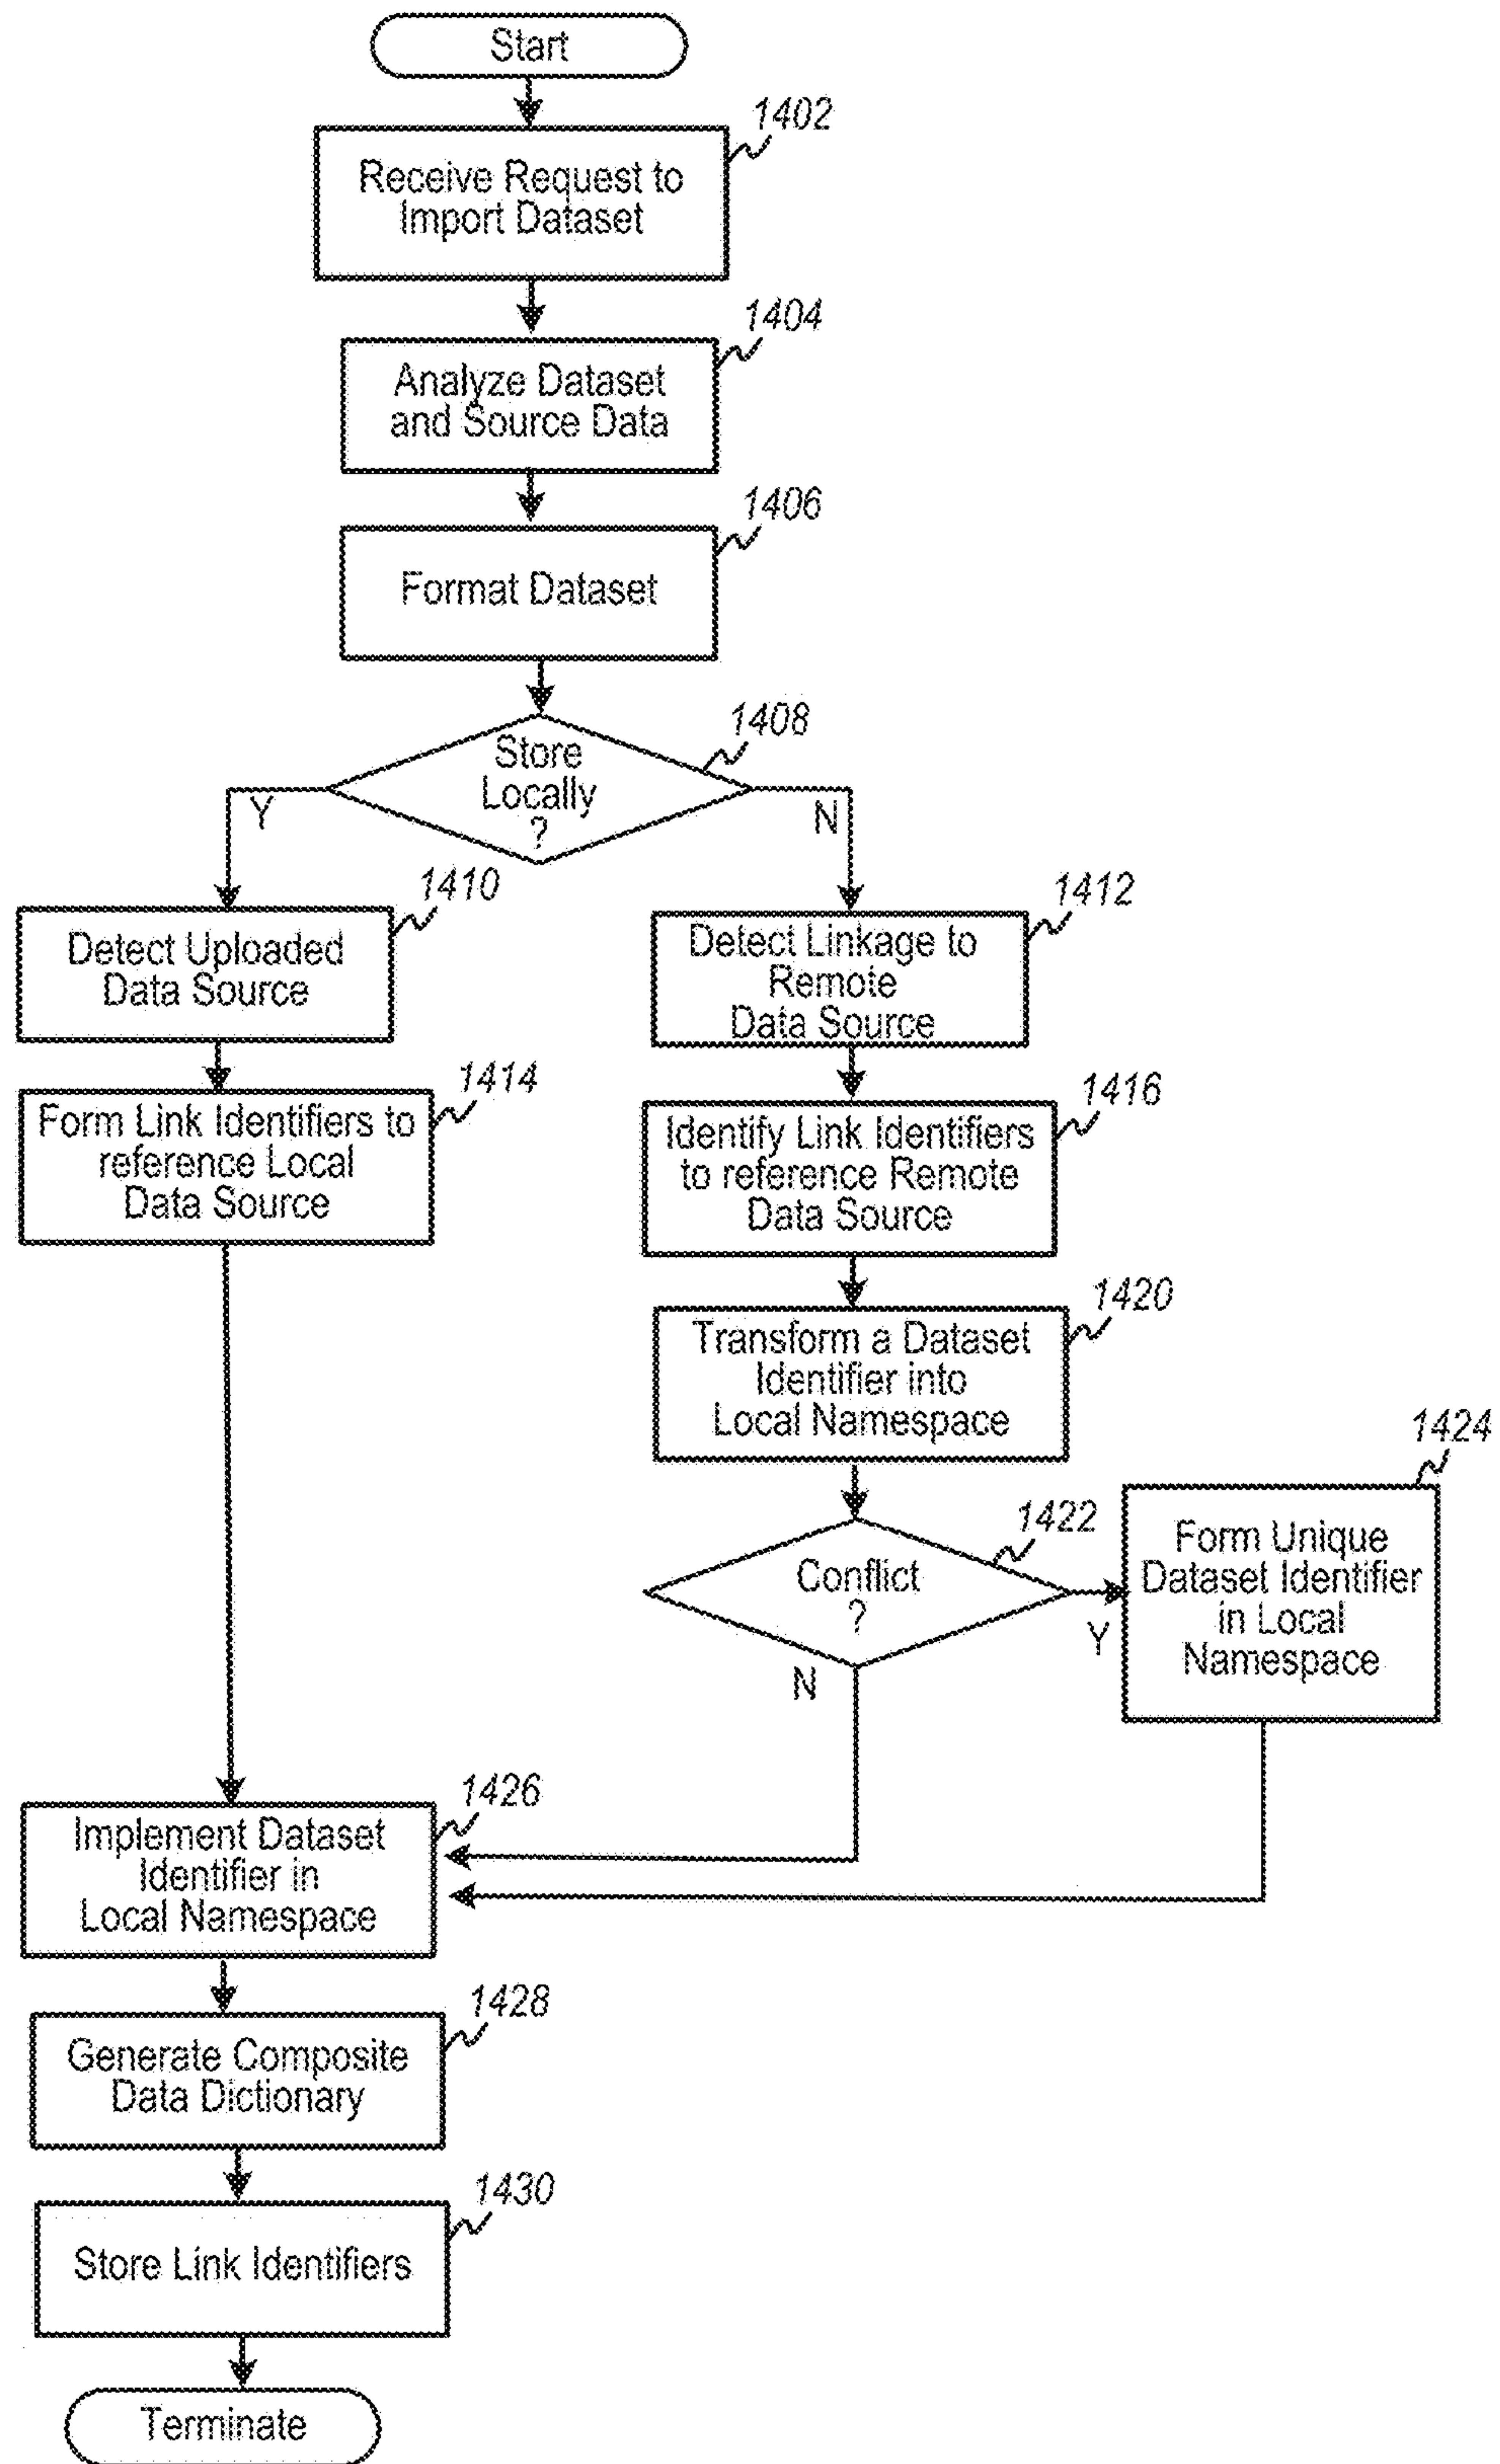 Start
1402
Receive Request to
Import Dataset
1404
Analyze Dataset
and Source Data
1406
Format Dataset
1408
Store
Locally
?
Y
N
1410
Detect Uploaded
Data Source
1412
Detect Linkage to
Remote
Data Source
1414
Form Link Identifiers to
reference Local
Data Source
1416
Identify Link Identifiers
to reference Remote
Data Source
1420
Transform a Dataset
Identifier into
Local Namespace
1422
Conflict
?
Y
N
1424
Form Unique
Dataset Identifier
in Local
Namespace
1426
Implement Dataset
Identifier in
Local Namespace
1428
Generate Composite
Data Dictionary
1430
Store Link Identifiers
Terminate